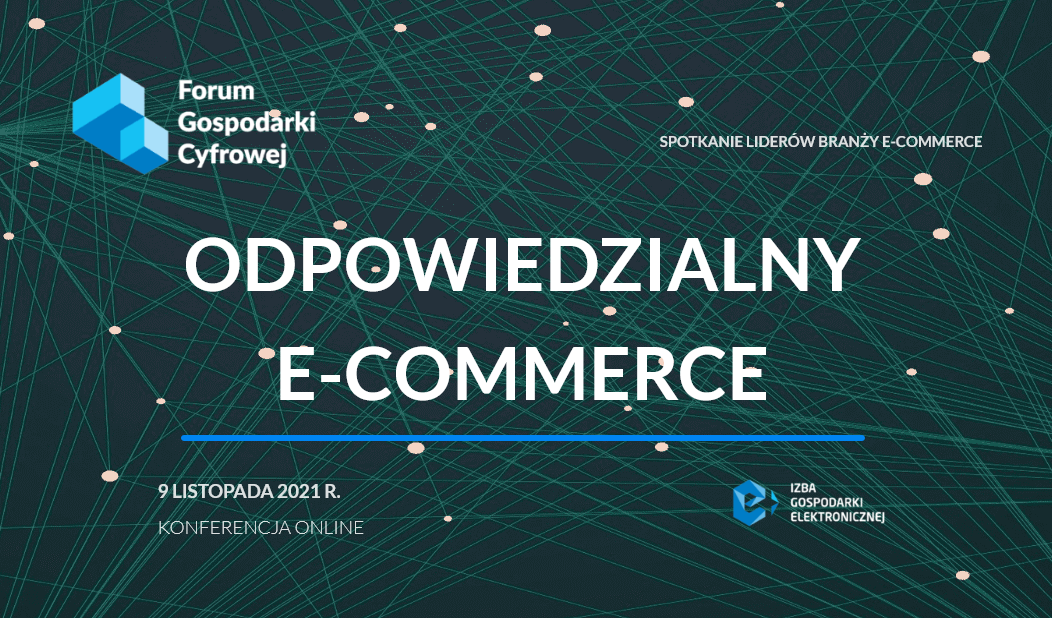 Forum
Gospodarki
Cyfrowej
SPOTKANIE LIDERÓW BRANŻY E-COMMERCE
ODPOWIEDZIALNY
E-COMMERCE
9 LISTOPADA 2021 R.
KONFERENCJA ONLINE
IZBA
GOSPODARKI
ELEKTRONICZNEJ